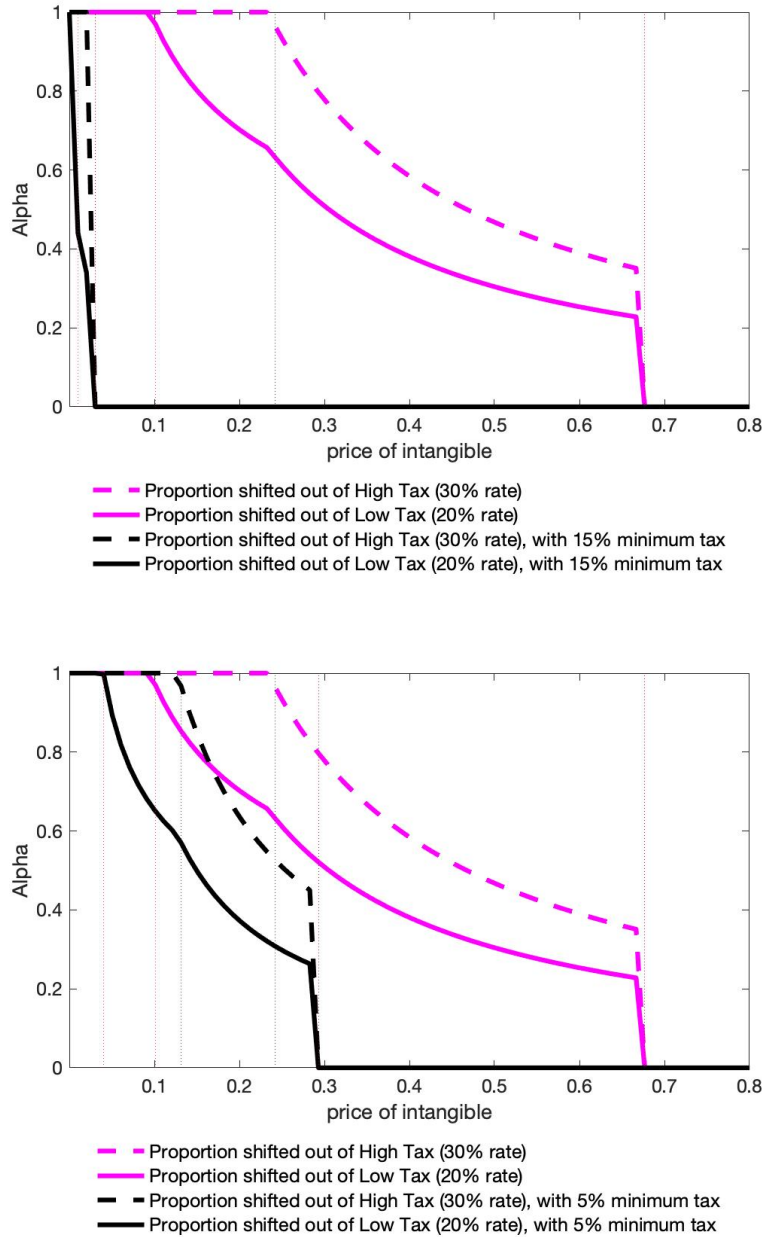 1
0.8
0.6
0.4
0.2
0
Alpha
0.1 0.2 0.3 0.4 0.5 0.6 0.7 0.8
price of intangible
Proportion shifted out of High Tax (30% rate)
Proportion shifted out of Low Tax (20% rate)
Proportion shifted out of High Tax (30% rate), with 15% minimum tax
Proportion shifted out of Low Tax (20% rate), with 15% minimum tax
1
0.8
0.6
0.4
0.2
0
Alpha
0.1 0.2 0.3 0.4 0.5 0.6 0.7 0.8
price of intangible
Proportion shifted out of High Tax (30% rate)
Proportion shifted out of Low Tax (20% rate)
Proportion shifted out of High Tax (30% rate), with 5% minimum tax
Proportion shifted out of Low Tax (20% rate), with 5% minimum tax